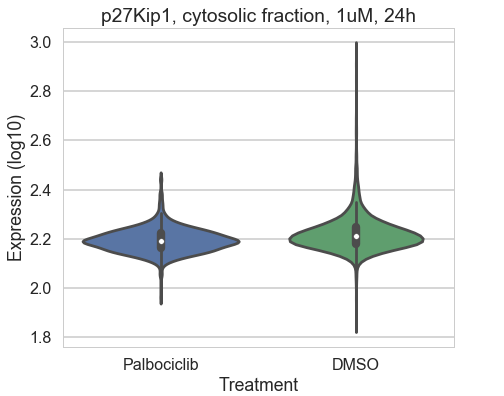 p27Kip1, cytosolic fraction, 1uM, 24h
Expression (log10)
3.0
2.8
2.6
2.4
2.2
2.0
1.8
Palbociclib
DMSO
Treatment